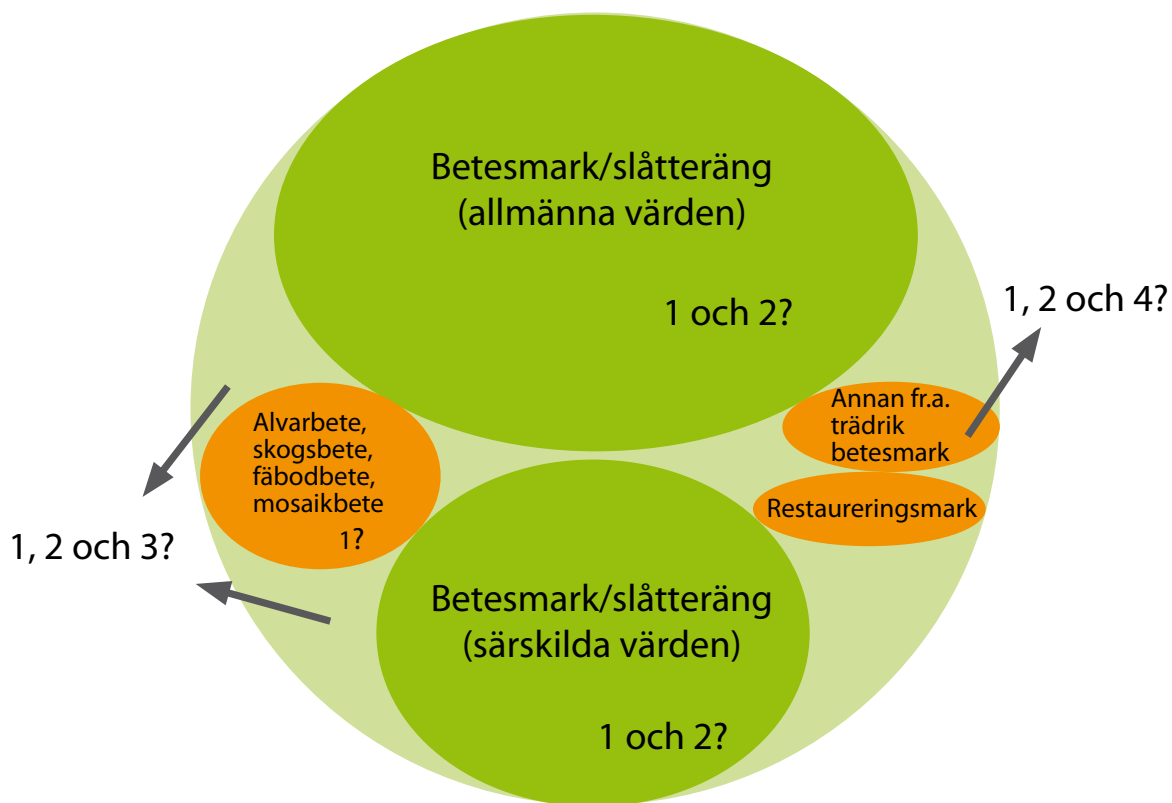 Betesmark/slåtteräng
(allmänna värden)
1 och 2?
1, 2 och 4?
Alvarbete,
skogsbete,
fäbodbete,
mosaikbete
1?
Annan fr.a.
trädrik
betesmark
Restaureringsmark
1, 2 och 3?
Betesmark/slåtteräng
(särskilda värden)
1 och 2?